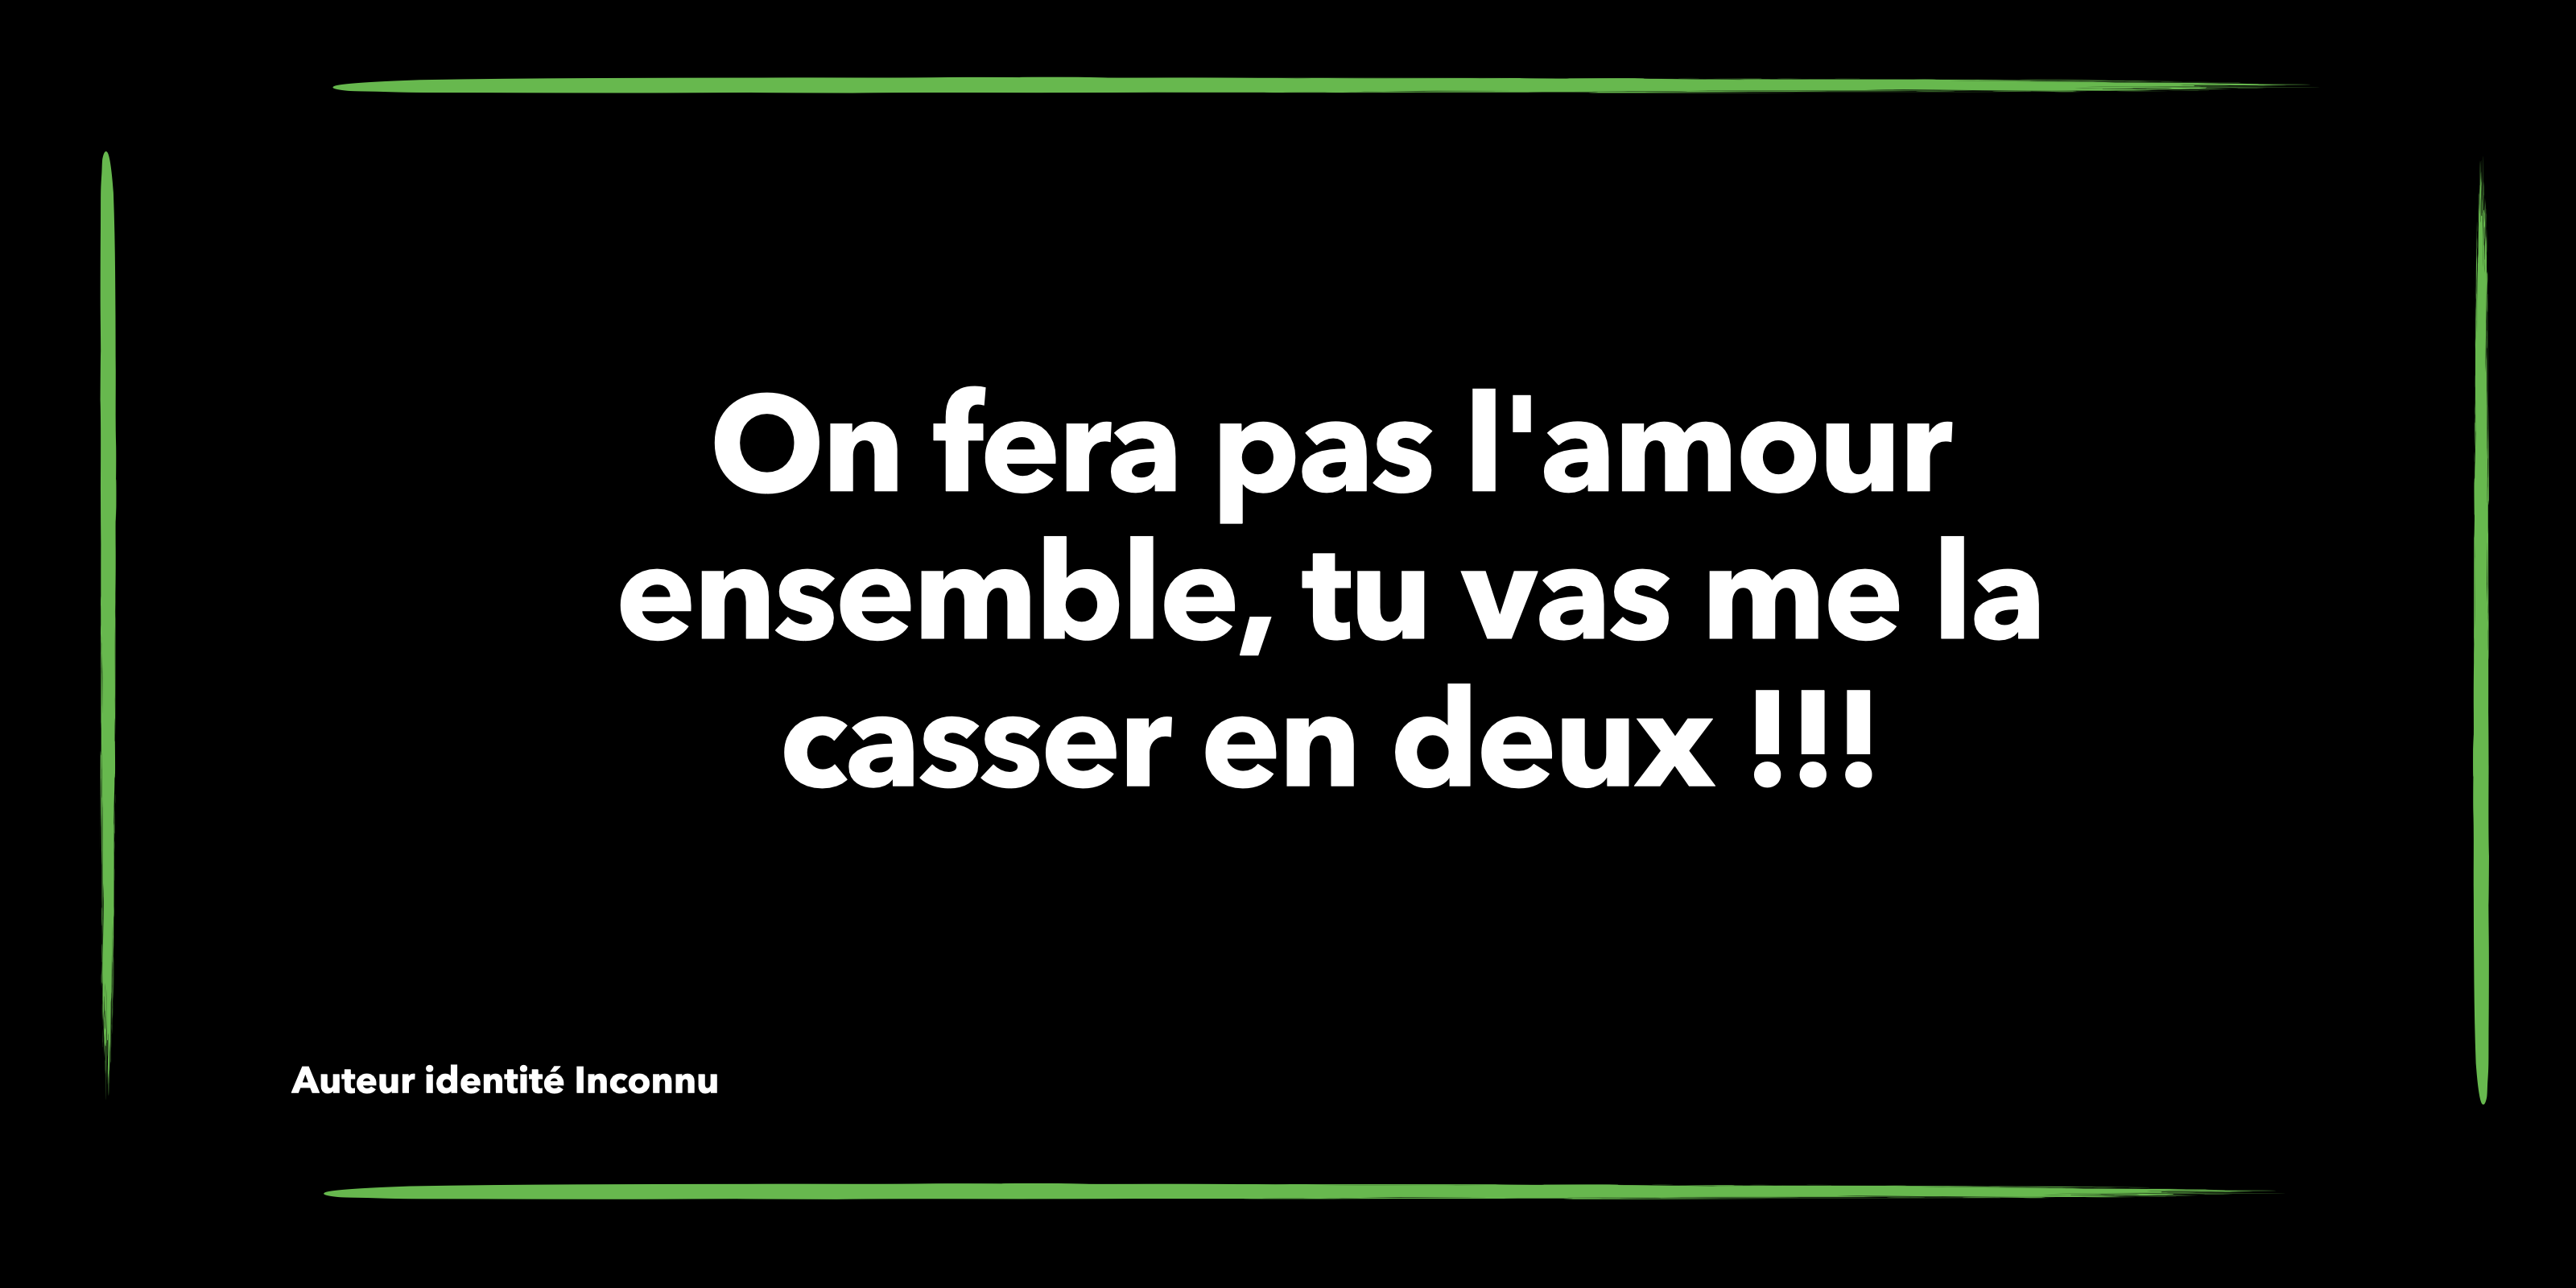 On fera pas l'amour
ensemble, tu vas me la
casser en deux !!!
Auteur identité Inconnu